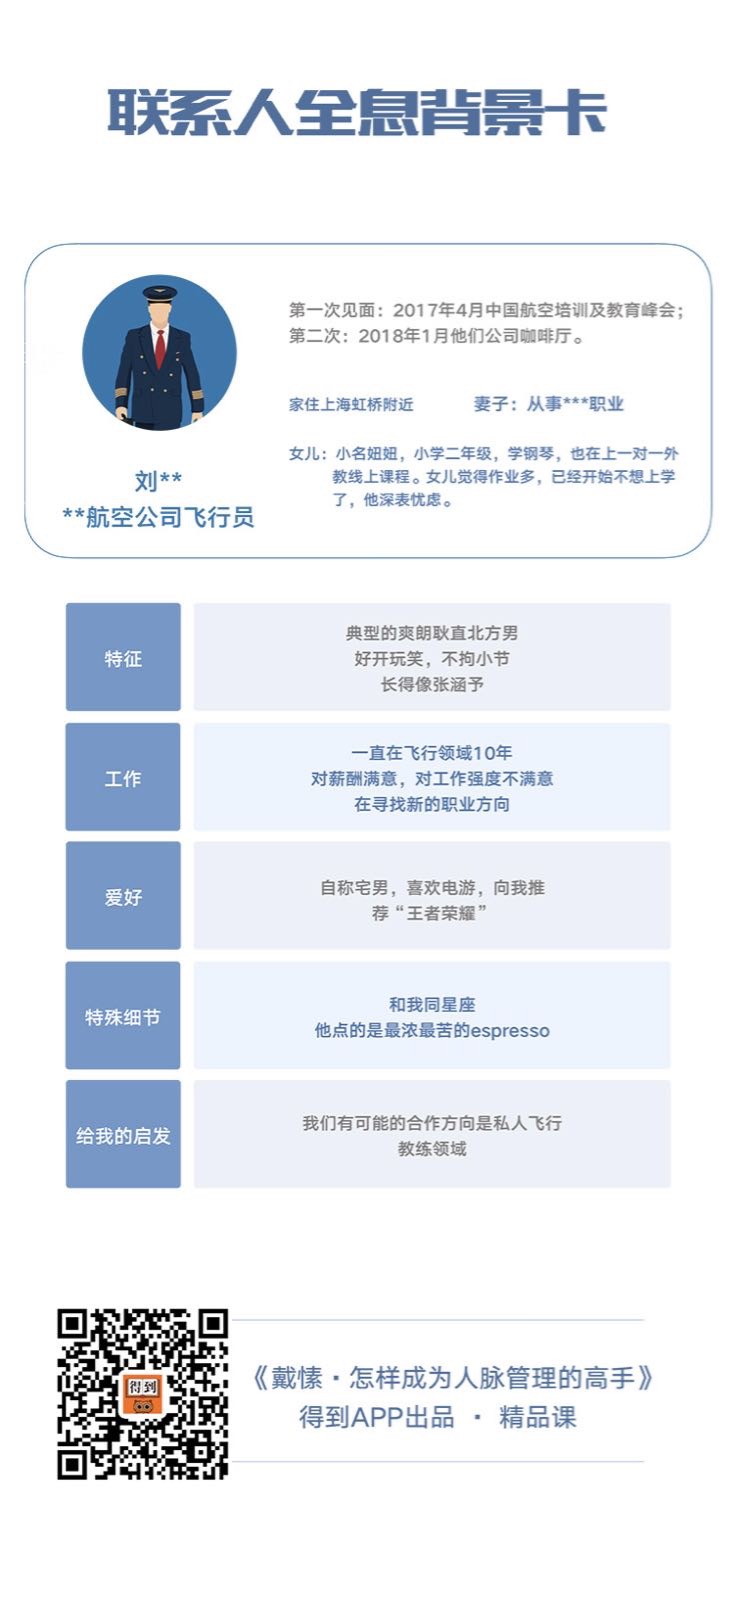 联系人全息背景卡
第一次见面：2017年4月中国航空培训及教育峰会；
第二次：2018年1月他们公司咖啡厅。
家住上海虹桥附近 妻子：从事***职业
女儿：小名妞妞，小学二年级，学钢琴，也在上一对一外
教线上课程。女儿觉得作业多，已经开始不想上学
了，他深表忧虑。
刘**
**航空公司飞行员
特征
典型的爽朗耿直北方男
好开玩笑，不拘小节
长得像张涵予
工作
一直在飞行领域10年
对薪酬满意，对工作强度不满意
在寻找新的职业方向
爱好
自称宅男，喜欢电游，向我推
荐“王者荣耀”
特殊细节
和我同星座
他点的是最浓最苦的espresso
给我的启发
我们有可能的合作方向是私人飞行
教练领域
得到
《戴愫·怎样成为人脉管理的高手》
得到APP出品 · 精品课